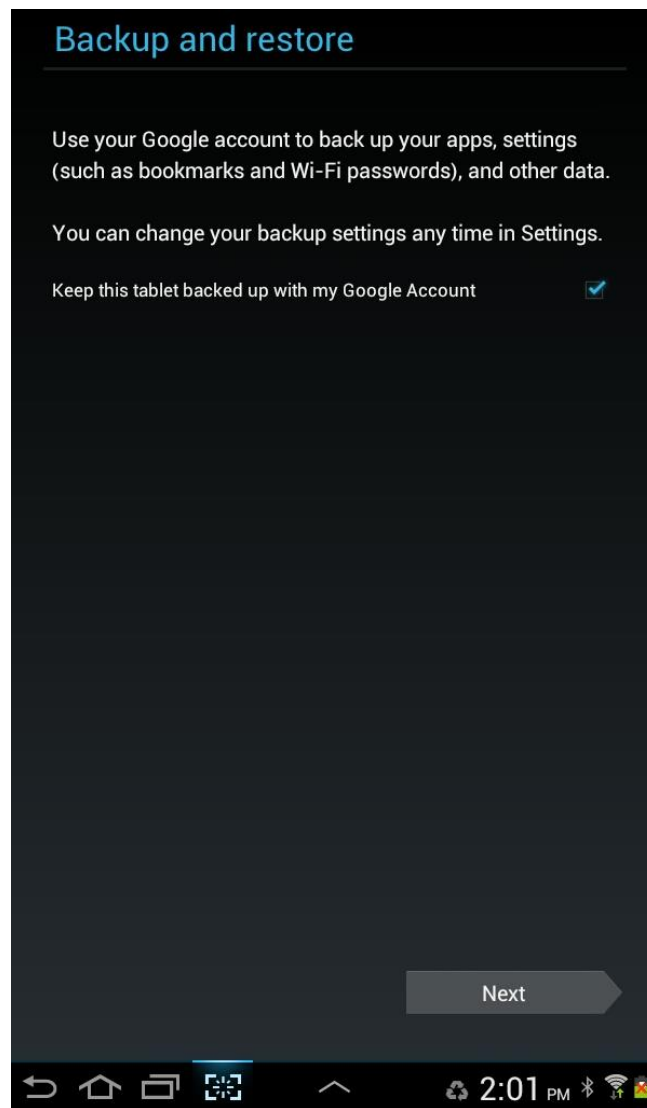 Backup and restore
Use your Google account to back up your apps, settings
(such as bookmarks and Wi-Fi passwords), and other data.
You can change your backup settings any time in Settings.
Keep this tablet backed up with my Google Account
Next
2:01 PM